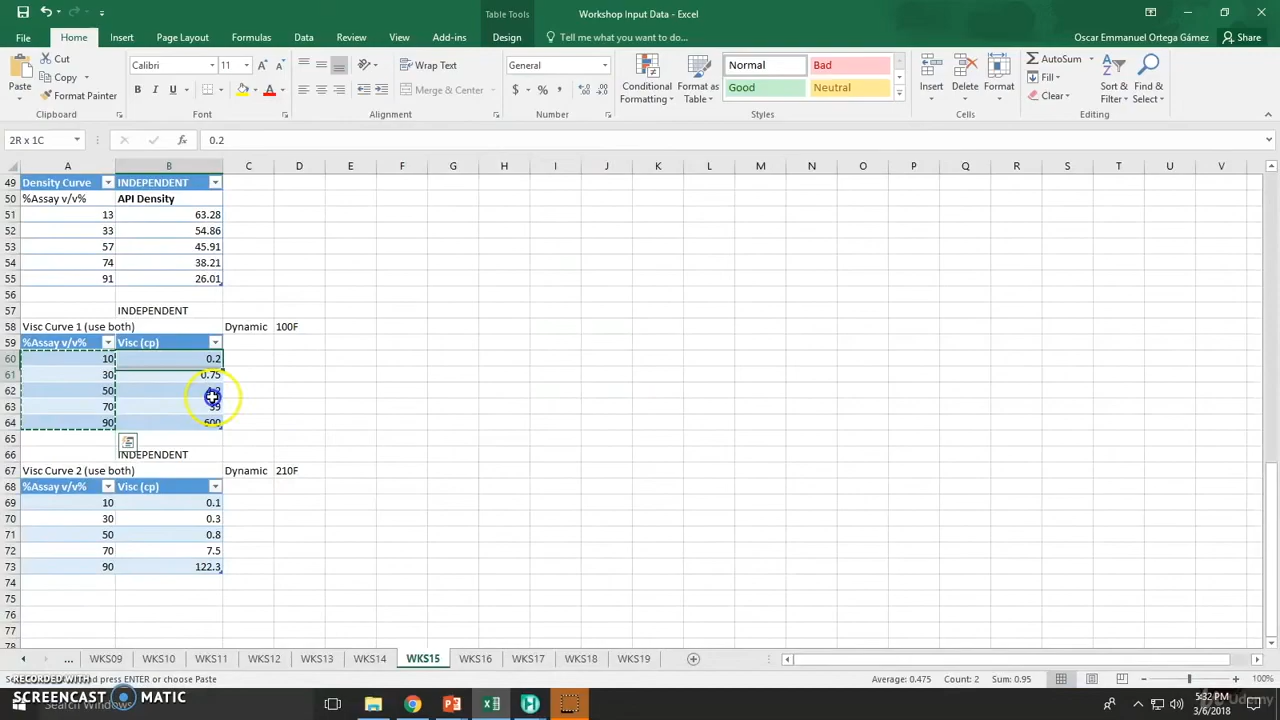 Table Tools
Workshop Input Data - Excel
File Home Insert Page Layout Formulas Data Review View Add-ins Design Tell me what you want to do... Oscar Emmanuel Ortega Gámez Share
Cut
Copy
Format Painter
Paste
Calibri 11
B I U
Wrap Text
Merge & Center
General
$ % ,
Conditional Formatting
Format as Table
Normal Bad
Good Neutral
Insert Delete Format
AutoSum
Fill
Clear
Sort & Filter
Find & Select
Clipboard Font Alignment Number Styles Cells Editing
2R x 1C fx 0.2
A B C D E F G H I J K L M N O P Q R S T U V
49 Density Curve INDEPENDENT
50 %Assay v/v% API Density
51 13 63.28
52 33 54.86
53 57 45.91
54 74 38.21
55 91 26.01
56
57 INDEPENDENT
58 Visc Curve 1 (use both) Dynamic 100F
59 %Assay v/v% Visc (cp)
60 10 0.2
61 30 0.75
62 50
63 70 39
64 90 600
65
66 INDEPENDENT
67 Visc Curve 2 (use both) Dynamic 210F
68 %Assay v/v% Visc (cp)
69 10 0.1
70 30 0.3
71 50 0.8
72 70 7.5
73 90 122.3
74
75
76
77
78
... WKS09 WKS10 WKS11 WKS12 WKS13 WKS14 WKS15 WKS16 WKS17 WKS18 WKS19
press ENTER or choose Paste Average: 0.475 Count: 2 Sum: 0.95 100%
RECORDED WITH
SCREENCAST MATIC
Search Windows
5:32 PM
3/6/2018
Udemy